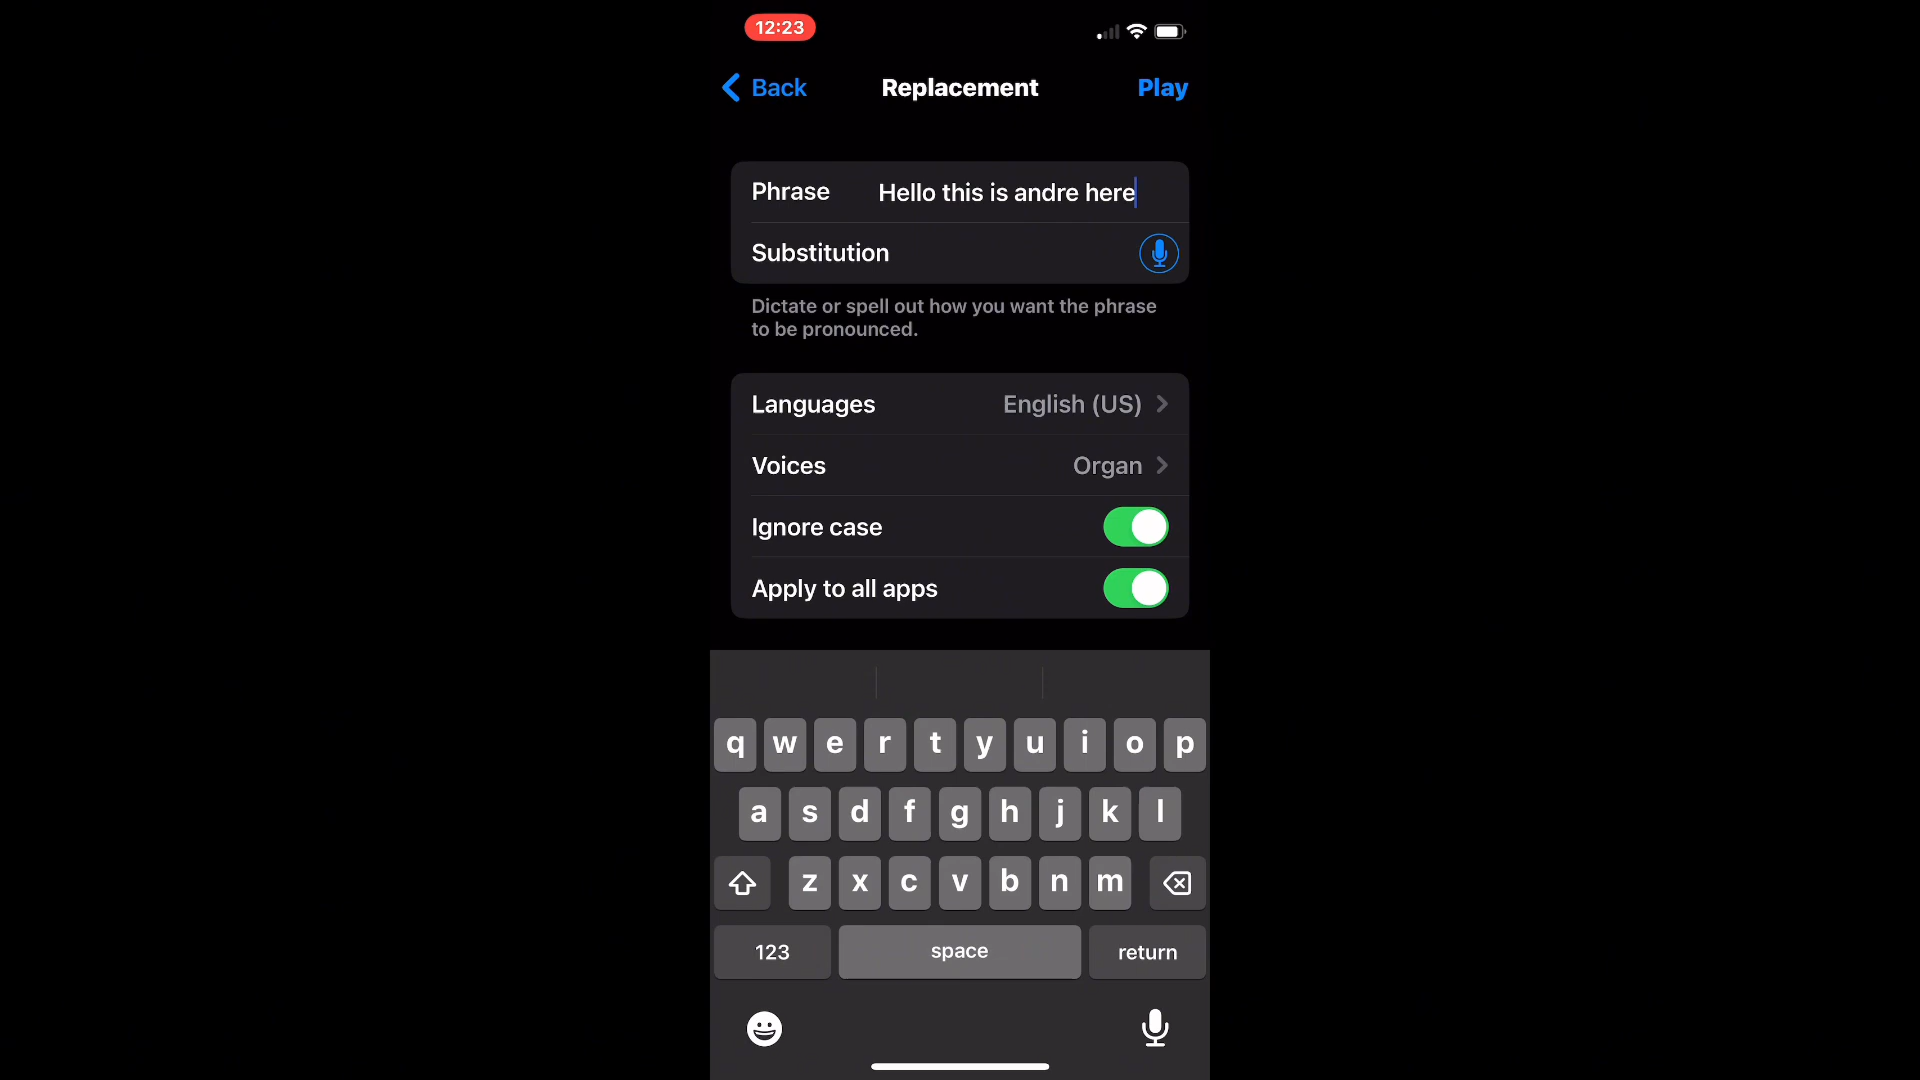 12:23
Back Replacement Play
Phrase Hello this is andre here
Substitution
Dictate or spell out how you want the phrase
to be pronounced.
Languages English (US)
Voices Organ
Ignore case
Apply to all apps
q w e r t y u i o p
a s d f g h j k l
z x c v b n m
123 space return